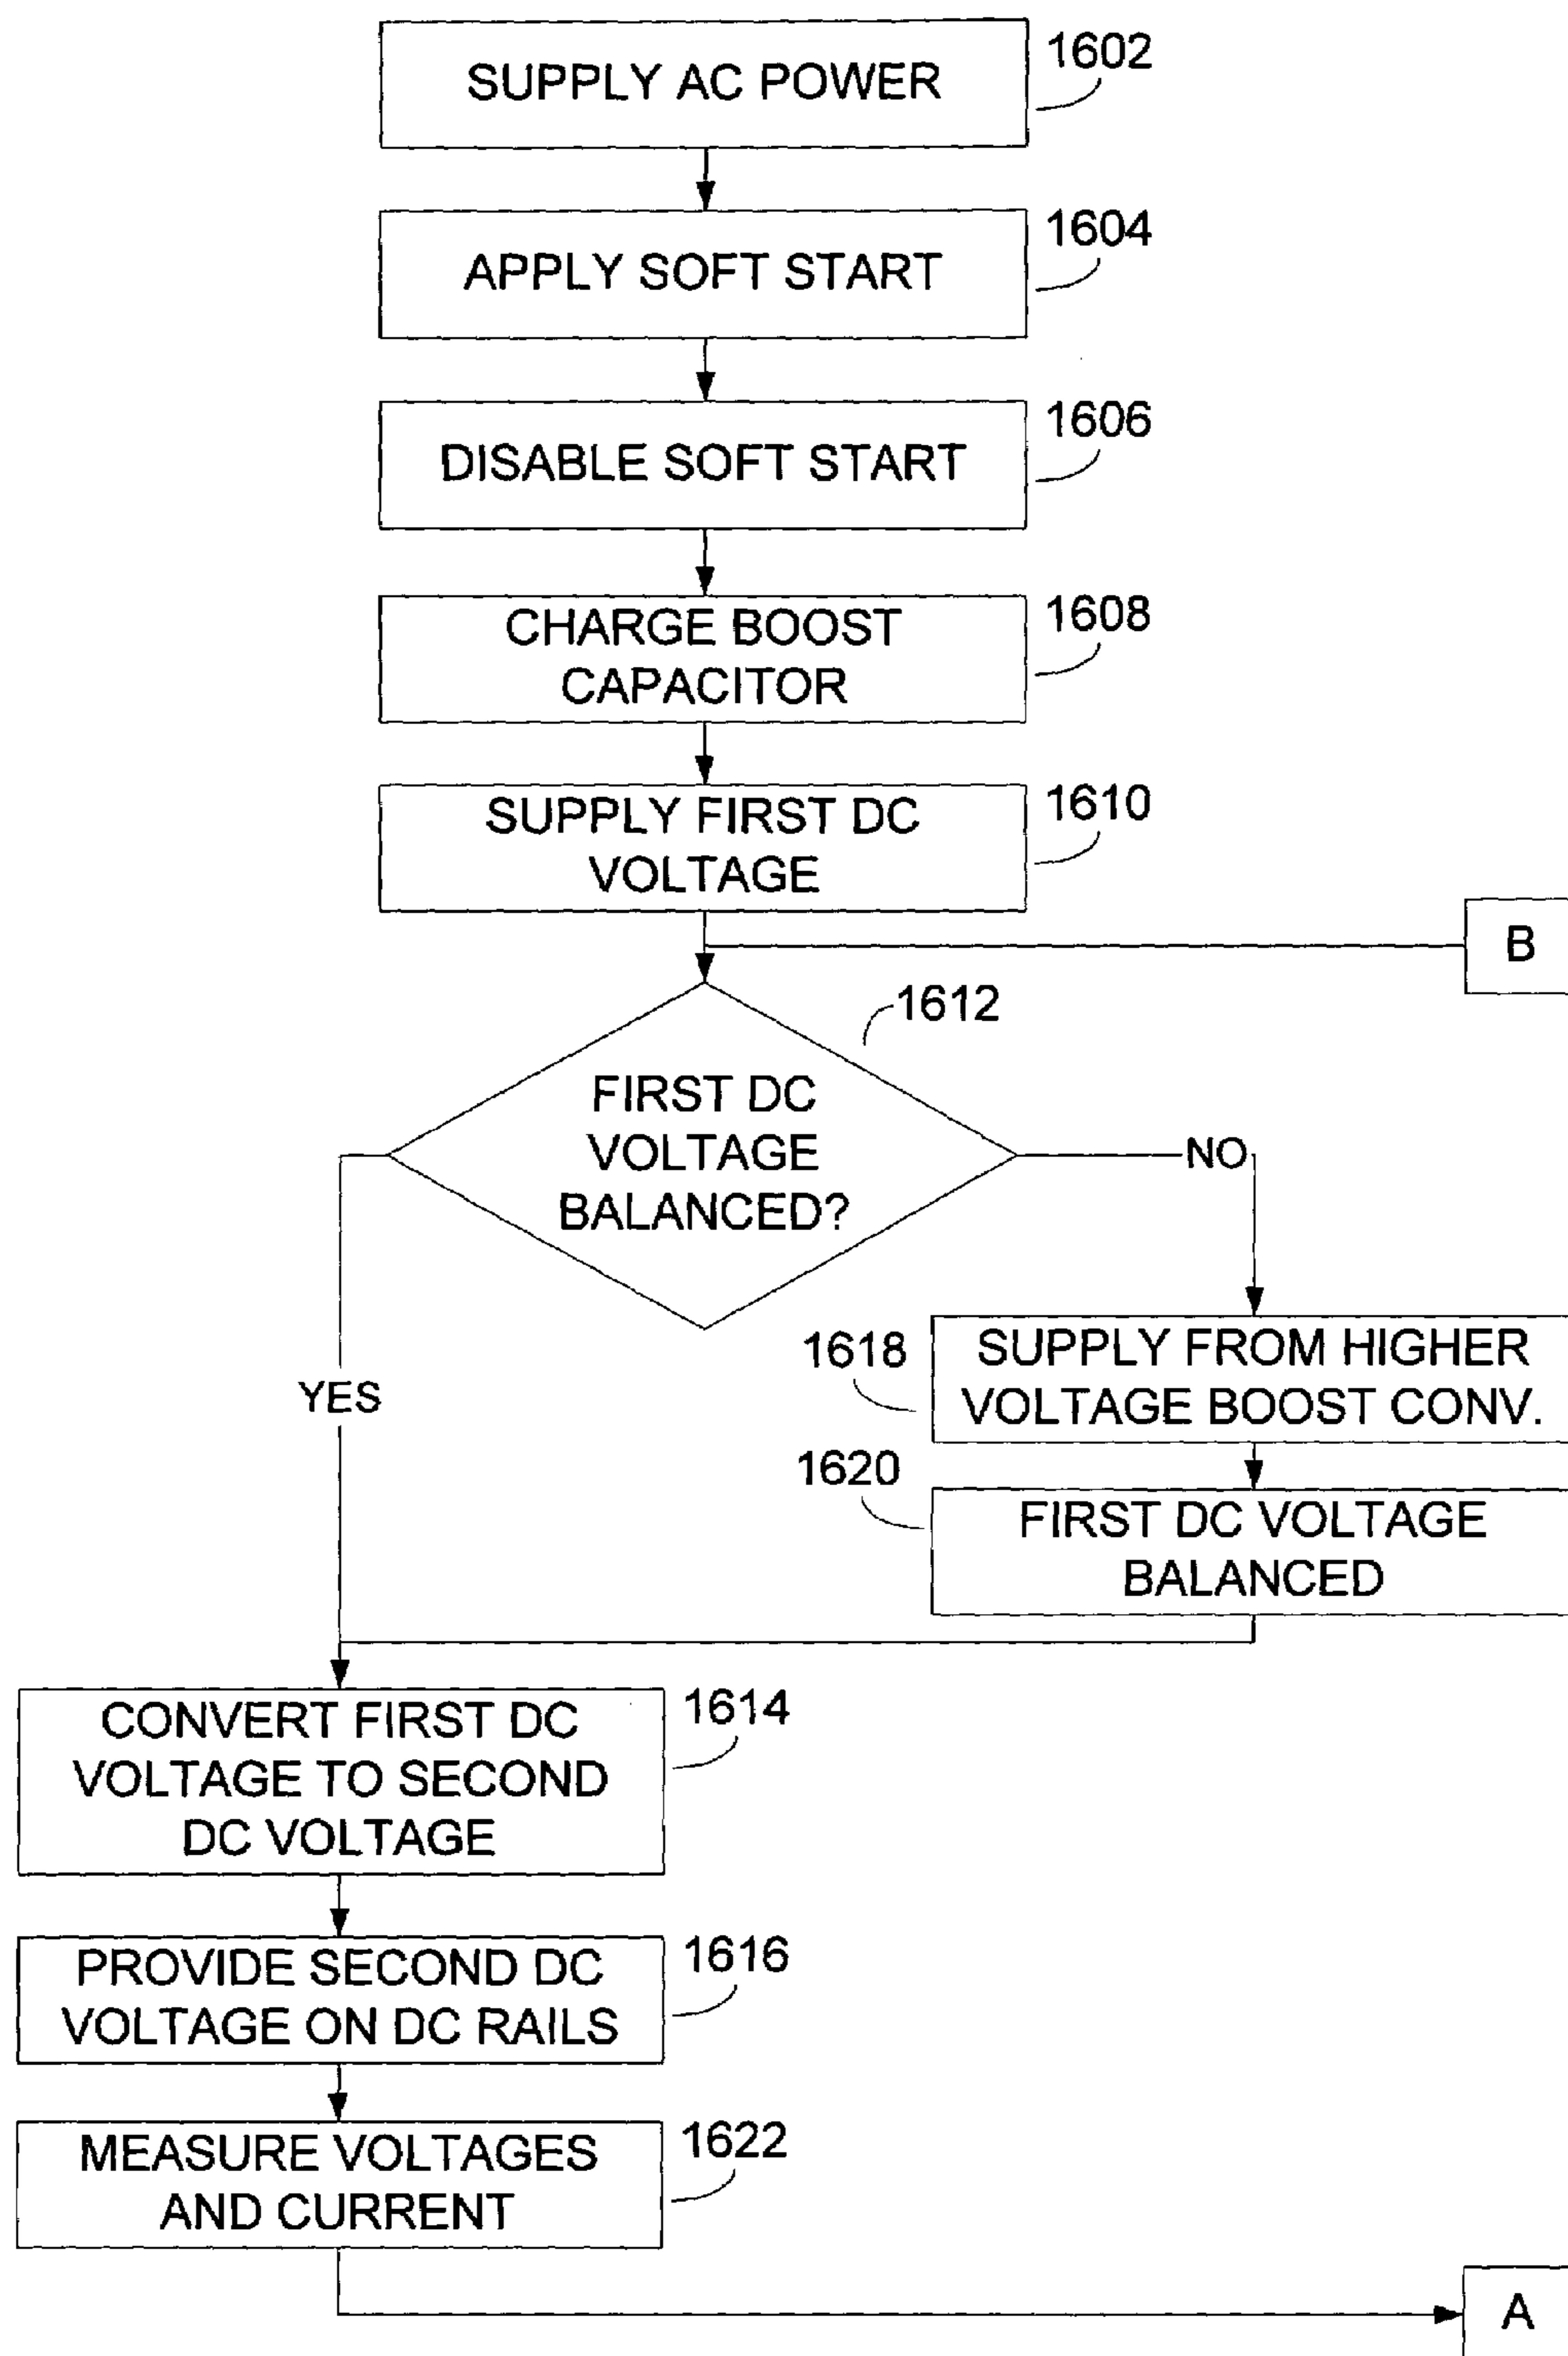 SUPPLY AC POWER
1602
APPLY SOFT START
1604
DISABLE SOFT START
1606
CHARGE BOOST
CAPACITOR
1608
SUPPLY FIRST DC
VOLTAGE
1610
B
1612
FIRST DC
VOLTAGE
BALANCED?
NO
YES
1618
SUPPLY FROM HIGHER
VOLTAGE BOOST CONV.
1620
FIRST DC VOLTAGE
BALANCED
CONVERT FIRST DC
VOLTAGE TO SECOND
DC VOLTAGE
1614
PROVIDE SECOND DC
VOLTAGE ON DC RAILS
1616
MEASURE VOLTAGES
AND CURRENT
1622
A